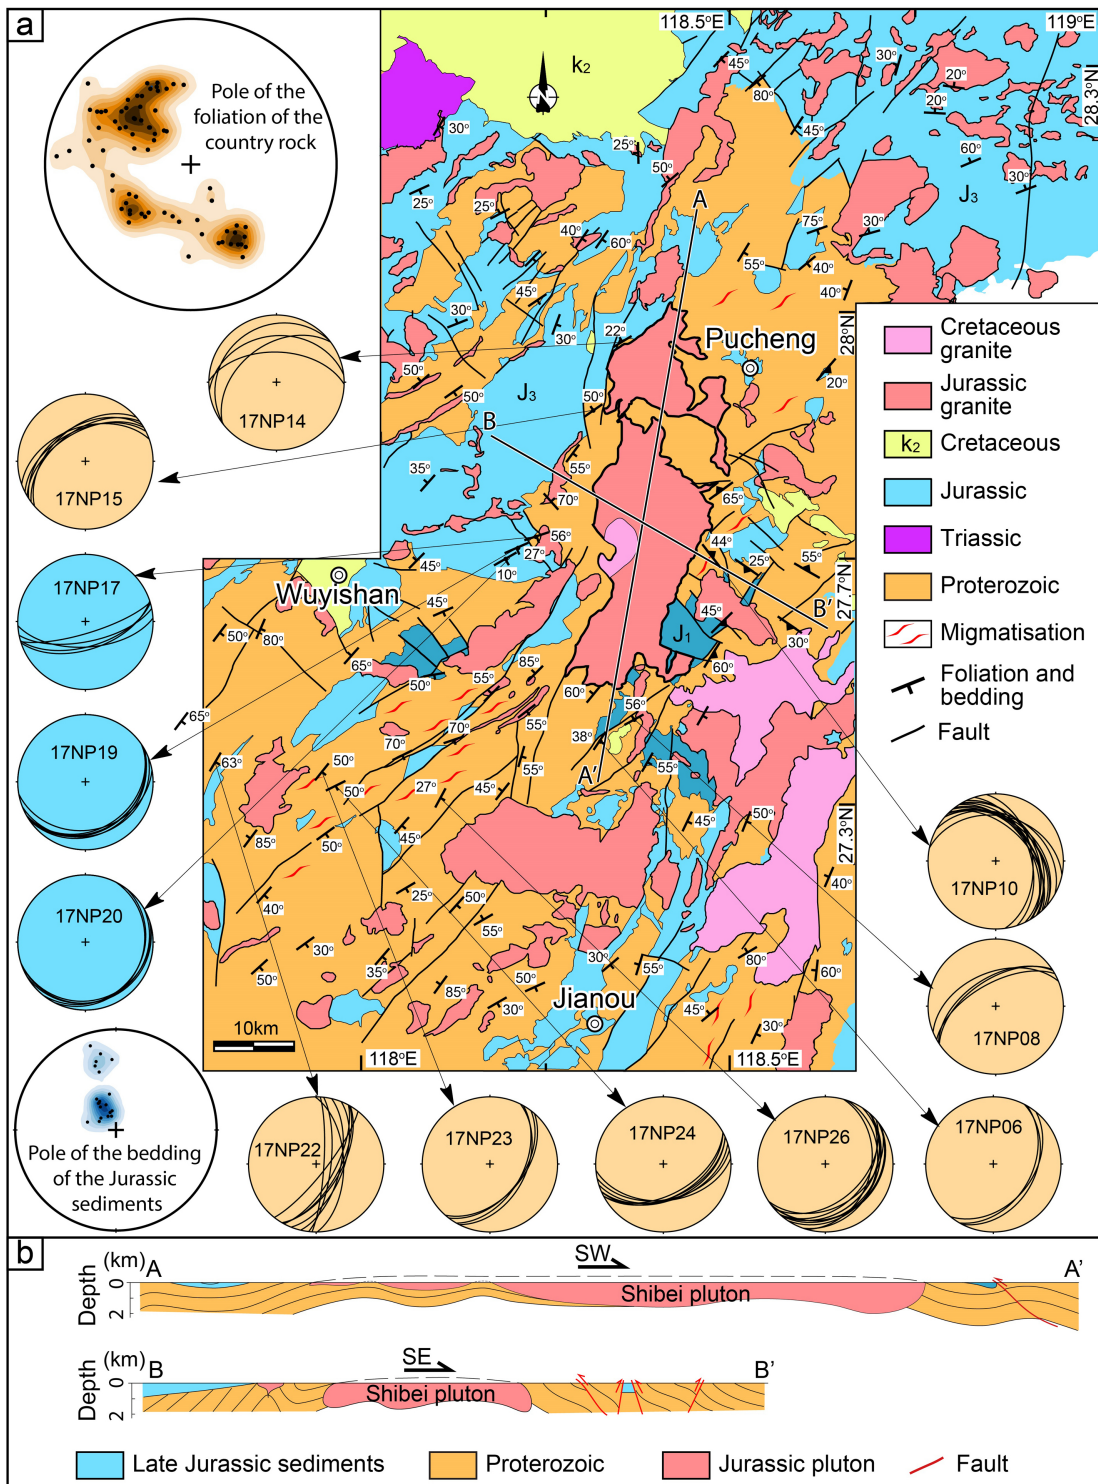 a
Pole of the
foliation of the
country rock
118.5°E
119°E
28.3°N
28°N
27.7°N
27.3°N
118°E
118.5°E
k₂
J₃
J₃
J₁
A
A'
B
B'
Pucheng
Wuyishan
Jianou
10km
45°
80°
30°
20°
20°
45°
60°
30°
30°
25°
50°
30°
25°
25°
40°
60°
75°
30°
55°
40°
40°
45°
30°
30°
22°
50°
50°
50°
20°
35°
55°
70°
65°
56°
44°
27°
10°
25°
55°
45°
45°
45°
30°
50°
80°
65°
50°
55°
85°
60°
60°
56°
65°
63°
70°
70°
55°
38°
55°
50°
50°
27°
45°
55°
85°
50°
45°
45°
50°
40°
25°
50°
40°
55°
30°
50°
35°
85°
50°
30°
30°
55°
80°
60°
45°
30°
17NP14
17NP15
17NP17
17NP19
17NP20
17NP10
17NP08
17NP22
17NP23
17NP24
17NP26
17NP06
Pole of the bedding
of the Jurassic
sediments
Cretaceous
granite
Jurassic
granite
k₂ Cretaceous
Jurassic
Triassic
Proterozoic
Migmatisation
Foliation and
bedding
Fault
b
(km)
A
SW
A'
Depth
0
2
Shibei pluton
(km)
B
SE
B'
Depth
0
2
Shibei pluton
Late Jurassic sediments
Proterozoic
Jurassic pluton
Fault